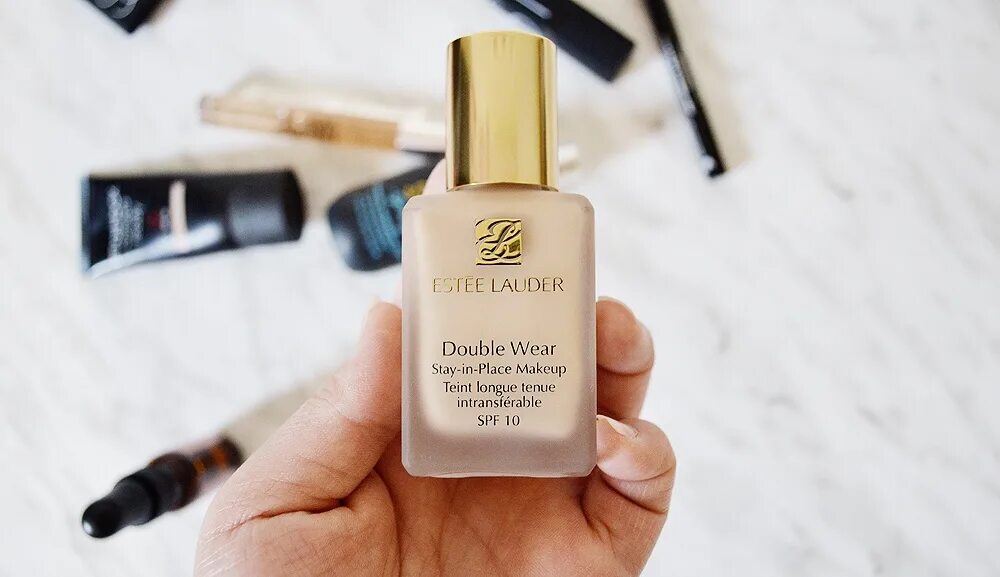 ESTĒE LAUDER
Double Wear
Stay-in-Place Makeup
Teint longue tenue
intransférable
SPF 10